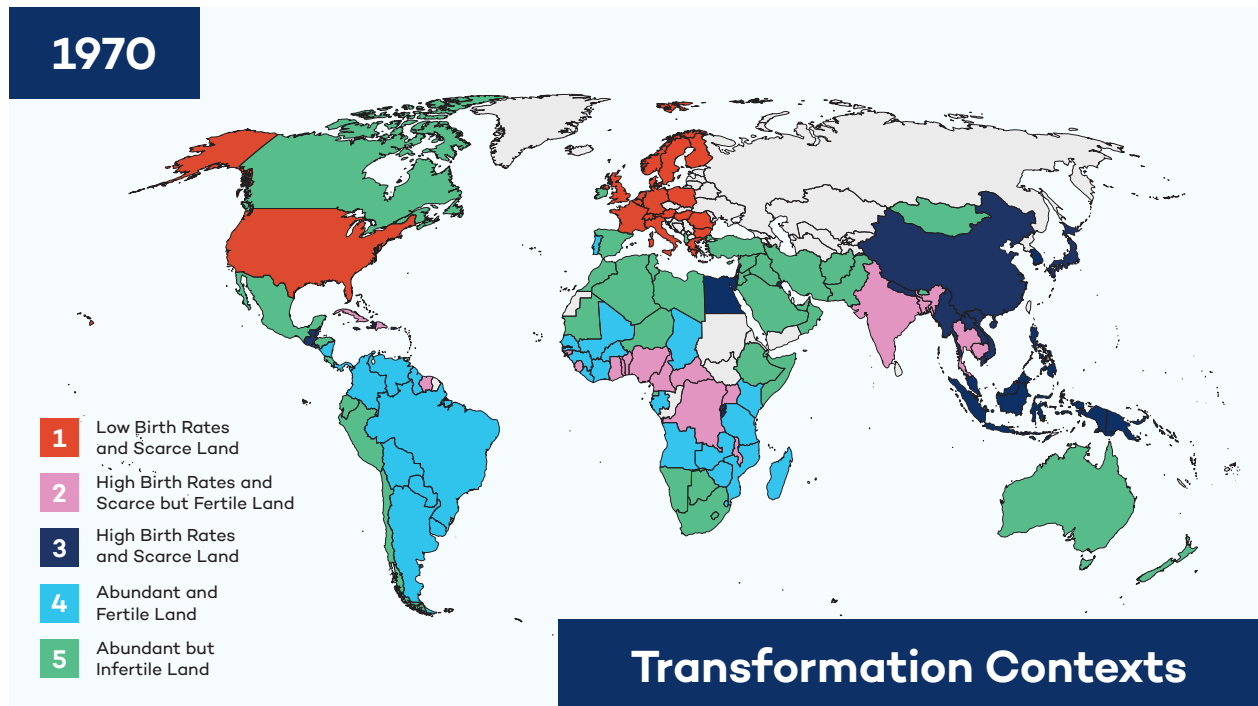 1970
1
Low Birth Rates
and Scarce Land
2
High Birth Rates and
Scarce but Fertile Land
3
High Birth Rates
and Scarce Land
4
Abundant and
Fertile Land
5
Abundant but
Infertile Land
Transformation Contexts